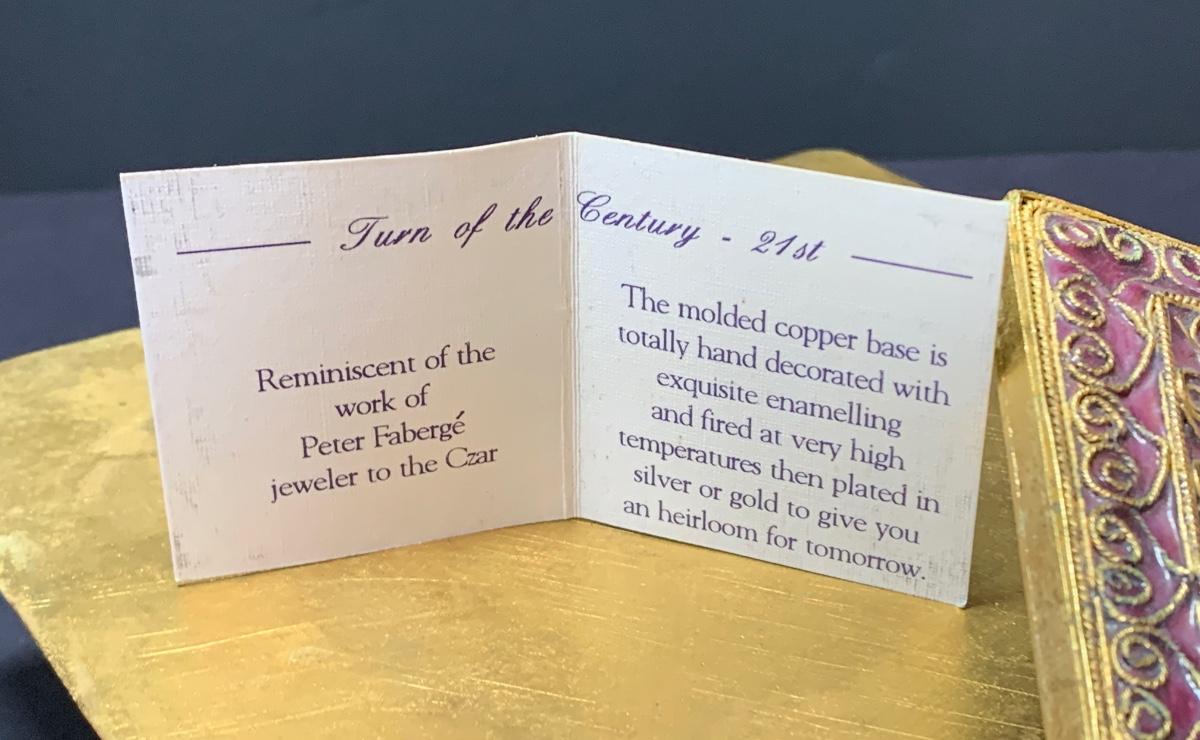 Turn of the Century - 21st
Reminiscent of the
work of
Peter Fabergé
jeweler to the Czar
The molded copper base is
totally hand decorated with
exquisite enamelling
and fired at very high
temperatures then plated in
silver or gold to give you
an heirloom for tomorrow.